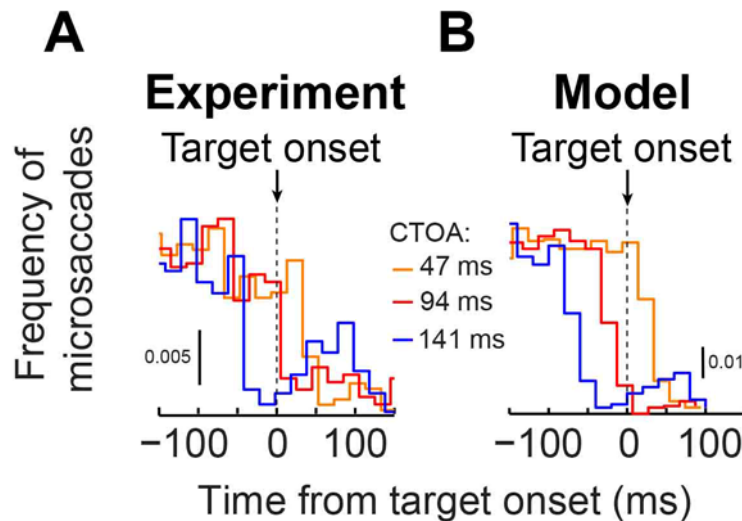 A
B
Experiment
Model
Target onset
Target onset
Frequency of
microsaccades
CTOA:
47 ms
94 ms
141 ms
0.005
0.01
−100 0 100
−100 0 100
Time from target onset (ms)